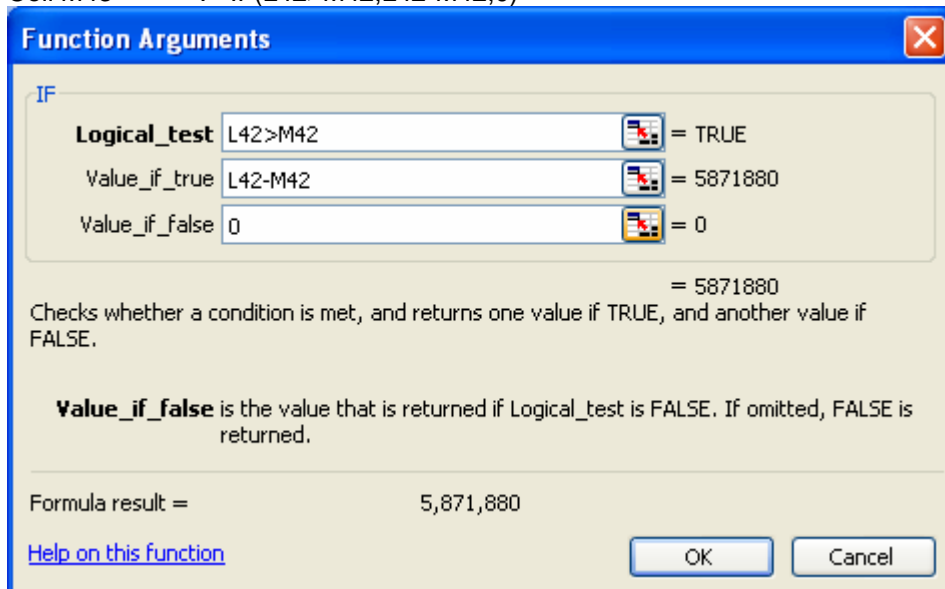 Function Arguments
IF
Logical_test L42>M42 = TRUE
Value_if_true L42-M42 = 5871880
Value_if_false 0 = 0
= 5871880
Checks whether a condition is met, and returns one value if TRUE, and another value if
FALSE.
Value_if_false is the value that is returned if Logical_test is FALSE. If omitted, FALSE is
returned.
Formula result = 5,871,880
Help on this function OK Cancel